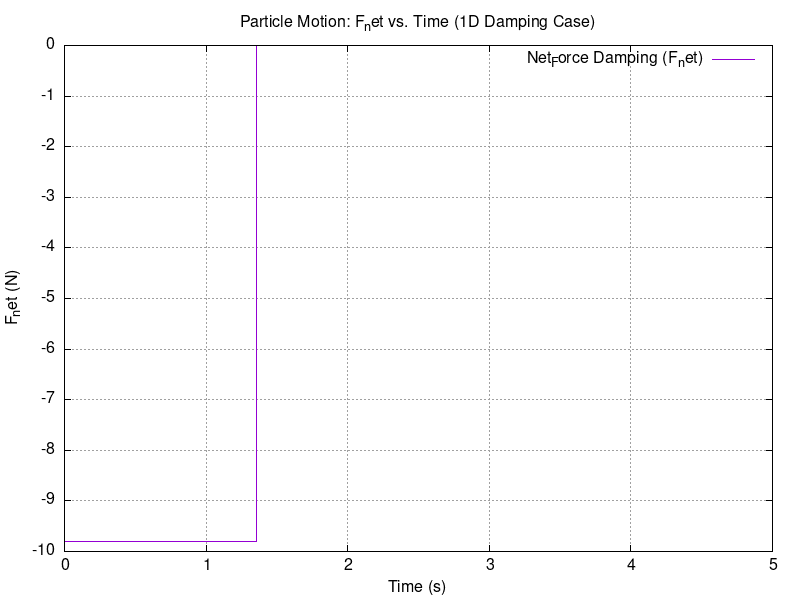 Particle Motion: Fnet vs. Time (1D Damping Case)
NetForce Damping (Fnet)
0
-1
-2
-3
-4
-5
-6
-7
-8
-9
-10
Fnet (N)
0 1 2 3 4 5
Time (s)